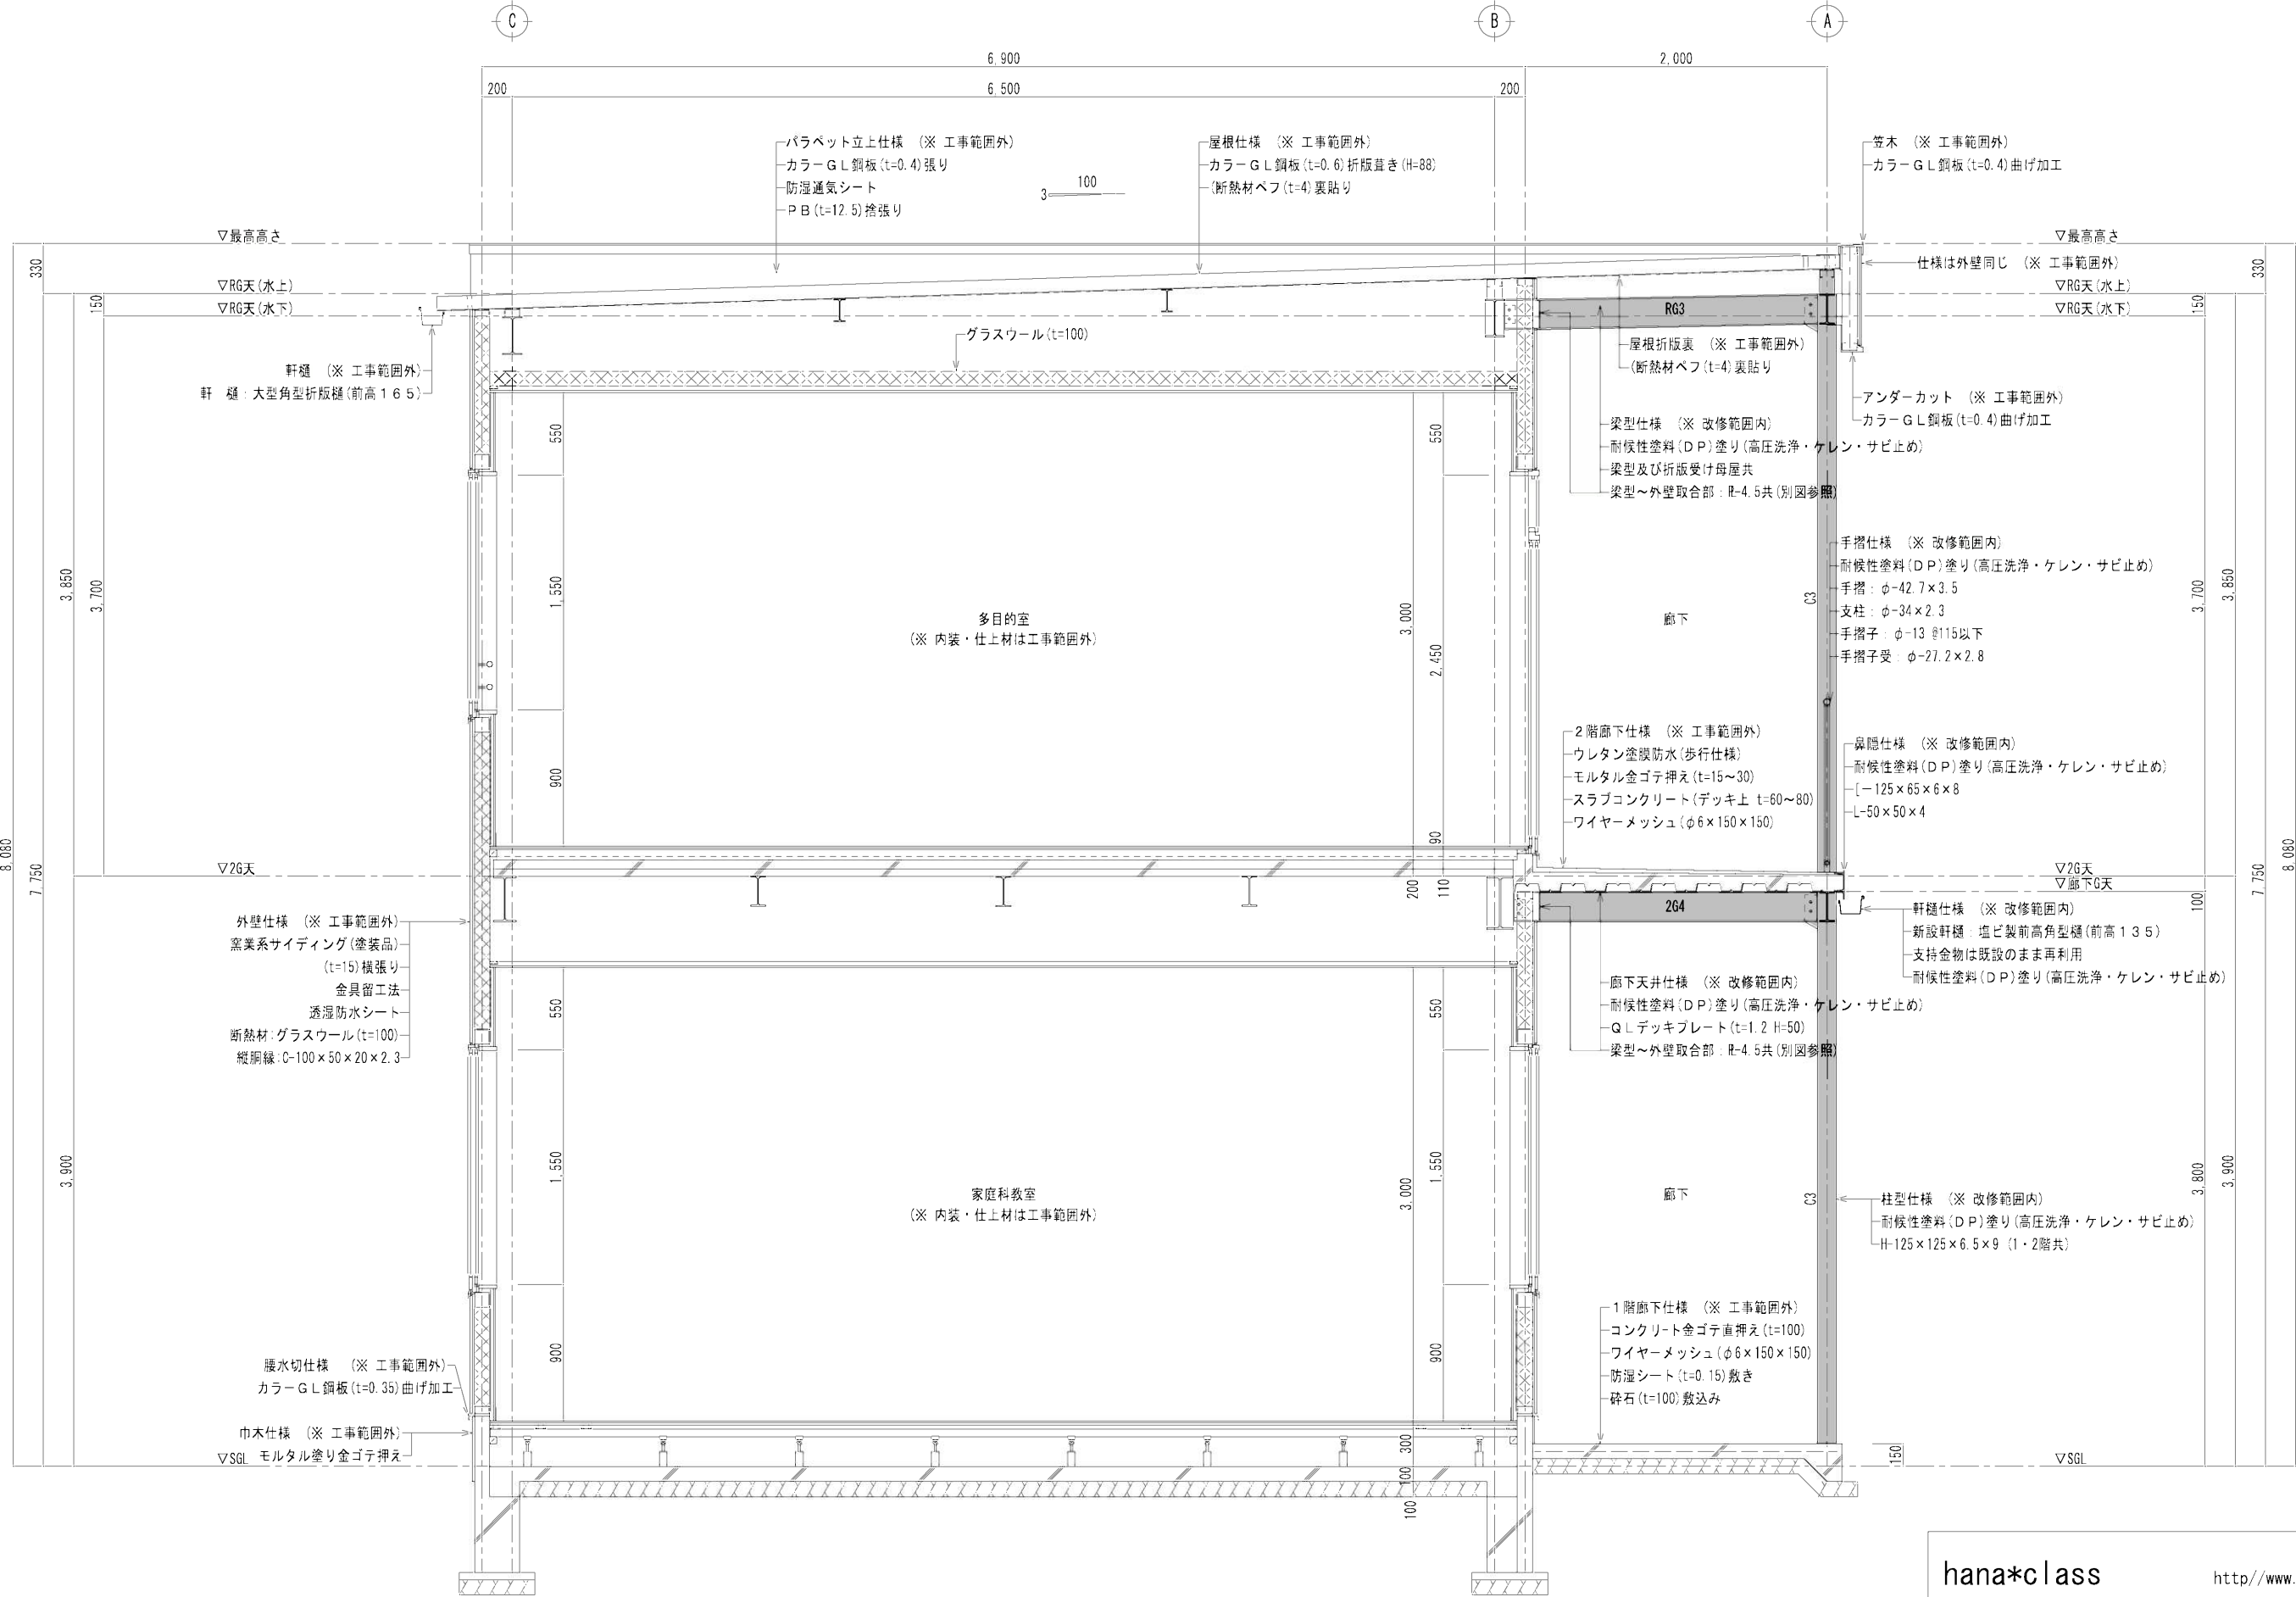 C
B
A
6,900
2,000
200
6,500
200
パラペット立上仕様 (※ 工事範囲外)
カラーGL鋼板(t=0.4)張り
防湿通気シート
PB(t=12.5)捨張り
3
100
屋根仕様 (※ 工事範囲外)
カラーGL鋼板(t=0.6)折版葺き(H=88)
(断熱材ペフ(t=4)裏貼り
笠木 (※ 工事範囲外)
カラーGL鋼板(t=0.4)曲げ加工
▽最高高さ
▽RG天(水上)
▽RG天(水下)
330
150
軒樋 (※ 工事範囲外)
軒 樋:大型角型折版樋(前高165)
グラスウール(t=100)
RG3
屋根折版裏 (※ 工事範囲外)
(断熱材ペフ(t=4)裏貼り
▽最高高さ
仕様は外壁同じ (※ 工事範囲外)
▽RG天(水上)
▽RG天(水下)
330
150
アンダーカット (※ 工事範囲外)
カラーGL鋼板(t=0.4)曲げ加工
梁型仕様 (※ 改修範囲内)
耐候性塗料(DP)塗り(高圧洗浄・ケレン・サビ止め)
梁型及び折版受け母屋共
梁型~外壁取合部:PL-4.5共(別図参照)
手摺仕様 (※ 改修範囲内)
耐候性塗料(DP)塗り(高圧洗浄・ケレン・サビ止め)
手摺:φ-42.7×3.5
支柱:φ-34×2.3
手摺子:φ-13 @115以下
手摺子受:φ-27.2×2.8
550
1,550
900
多目的室
(※ 内装・仕上材は工事範囲外)
550
3,000
2,450
90
200
110
廊下
C3
3,850
3,700
3,700
3,850
2階廊下仕様 (※ 工事範囲外)
ウレタン塗膜防水(歩行仕様)
モルタル金ゴテ押え(t=15~30)
スラブコンクリート(デッキ上 t=60~80)
ワイヤーメッシュ(φ6×150×150)
鼻隠仕様 (※ 改修範囲内)
耐候性塗料(DP)塗り(高圧洗浄・ケレン・サビ止め)
[-125×65×6×8
L-50×50×4
8,080
7,750
▽2G天
▽2G天
▽廊下G天
100
7,750
8,080
2G4
外壁仕様 (※ 工事範囲外)
窯業系サイディング(塗装品)
(t=15)横張り
金具留工法
透湿防水シート
断熱材:グラスウール(t=100)
縦胴縁:C-100×50×20×2.3
軒樋仕様 (※ 改修範囲内)
新設軒樋:塩ビ製前高角型樋(前高135)
支持金物は既設のまま再利用
耐候性塗料(DP)塗り(高圧洗浄・ケレン・サビ止め)
廊下天井仕様 (※ 改修範囲内)
耐候性塗料(DP)塗り(高圧洗浄・ケレン・サビ止め)
QLデッキプレート(t=1.2 H=50)
梁型~外壁取合部:PL-4.5共(別図参照)
550
1,550
900
家庭科教室
(※ 内装・仕上材は工事範囲外)
550
3,000
1,550
900
廊下
C3
3,900
3,800
3,900
柱型仕様 (※ 改修範囲内)
耐候性塗料(DP)塗り(高圧洗浄・ケレン・サビ止め)
H-125×125×6.5×9 (1・2階共)
1階廊下仕様 (※ 工事範囲外)
コンクリート金ゴテ直押え(t=100)
ワイヤーメッシュ(φ6×150×150)
防湿シート(t=0.15)敷き
砕石(t=100)敷込み
腰水切仕様 (※ 工事範囲外)
カラーGL鋼板(t=0.35)曲げ加工
巾木仕様 (※ 工事範囲外)
モルタル塗り金ゴテ押え
▽SGL
300
100
100
150
▽SGL
hana*class
http//www.